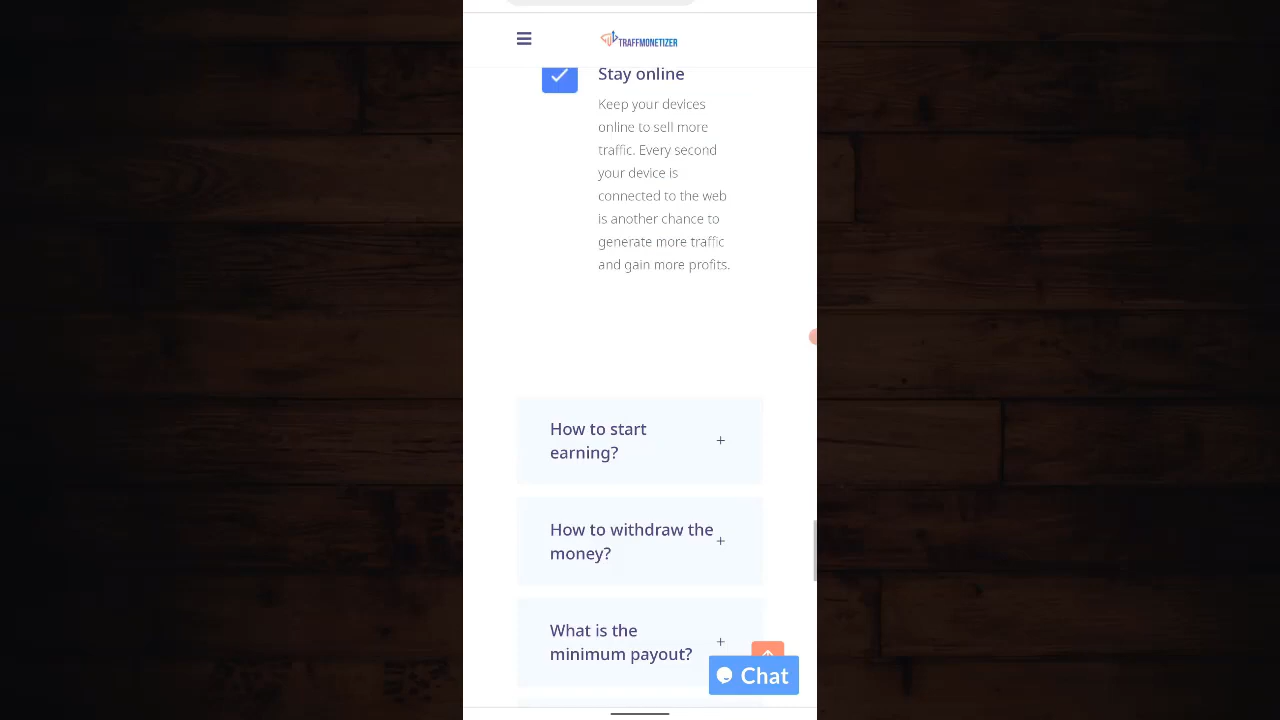 TRAFFMONETIZER
Stay online
Keep your devices
online to sell more
traffic. Every second
your device is
connected to the web
is another chance to
generate more traffic
and gain more profits.
How to start
earning?
+
How to withdraw the
money?
+
What is the
minimum payout?
+
Chat